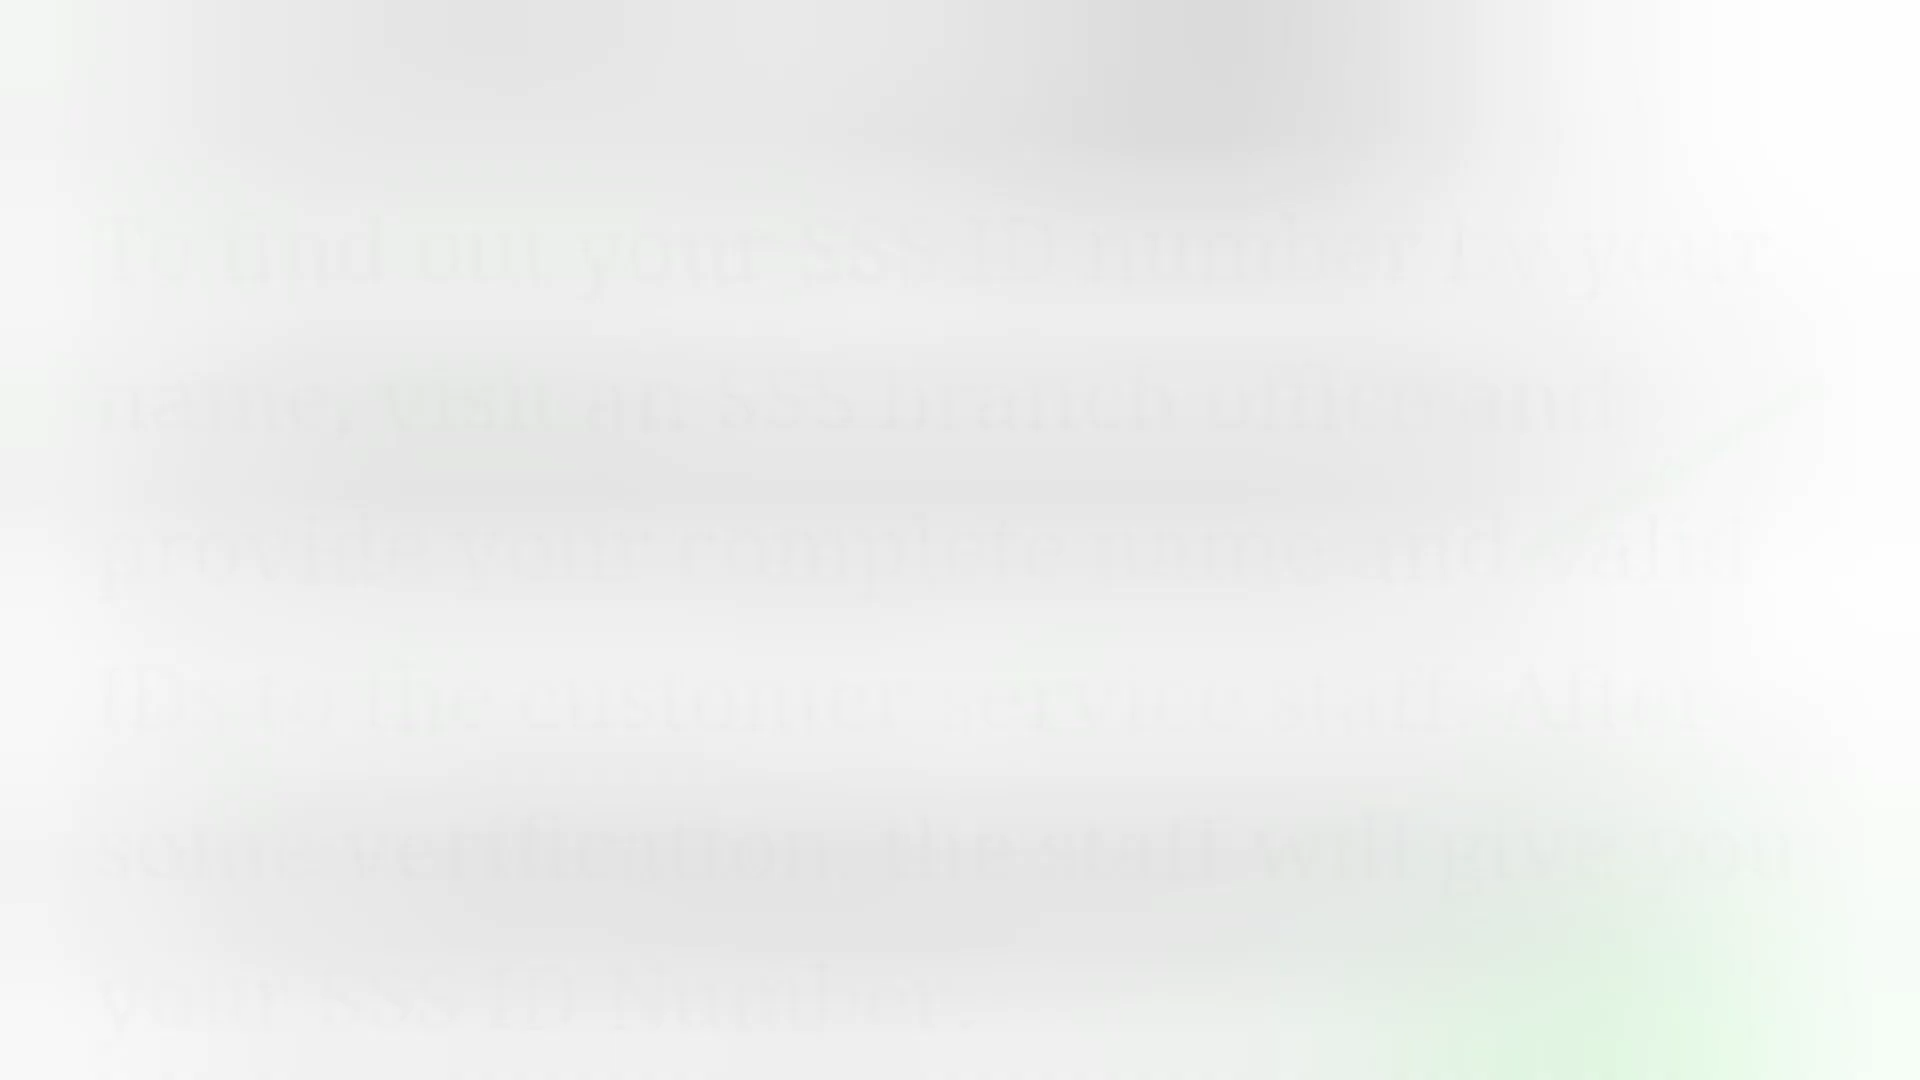 To find out your SSS ID number by your
name, visit an SSS branch office and
provide your complete name and valid
IDs to the customer service staff. After
some verification, the staff will give you
your SSS ID Number.